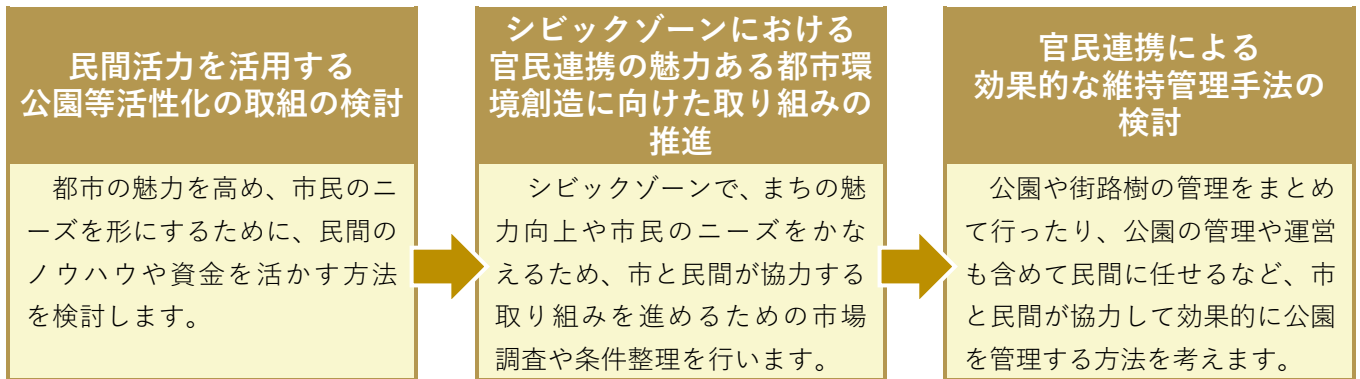 民間活力を活用する
公園等活性化の取組の検討
都市の魅力を高め、市民のニ
ーズを形にするために、民間の
ノウハウや資金を活かす方法
を検討します。
シビックゾーンにおける
官民連携の魅力ある都市環
境創造に向けた取り組みの
推進
シビックゾーンで、まちの魅
力向上や市民のニーズをかな
えるため、市と民間が協力する
取り組みを進めるための市場
調査や条件整理を行います。
官民連携による
効果的な維持管理手法の
検討
公園や街路樹の管理をまとめ
て行ったり、公園の管理や運営
も含めて民間に任せるなど、市
と民間が協力して効果的に公園
を管理する方法を考えます。